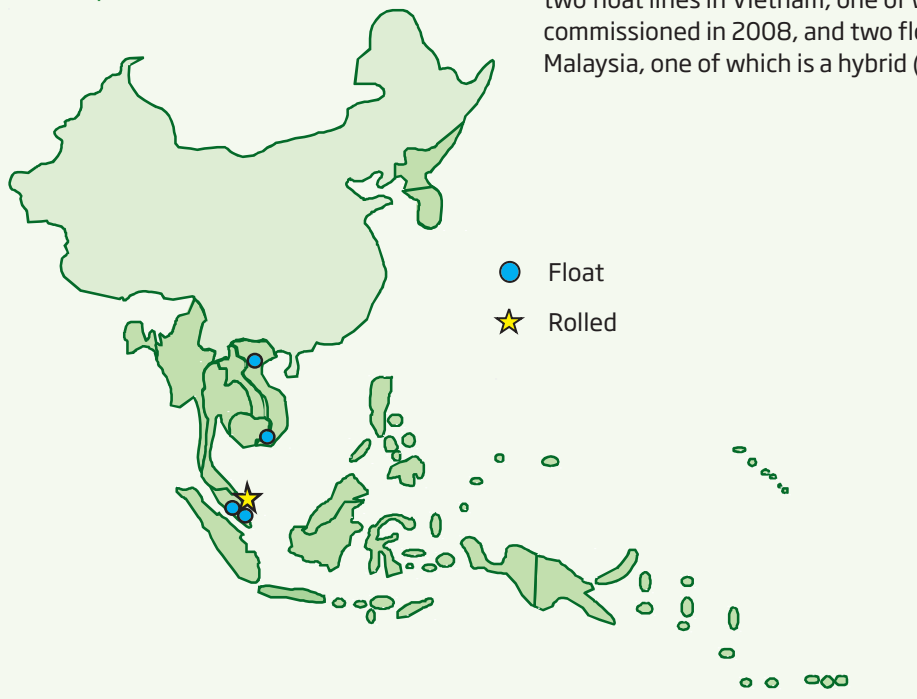 two float lines in Vietnam, one of
commissioned in 2008, and two
Malaysia, one of which is a hybrid (
Float
Rolled